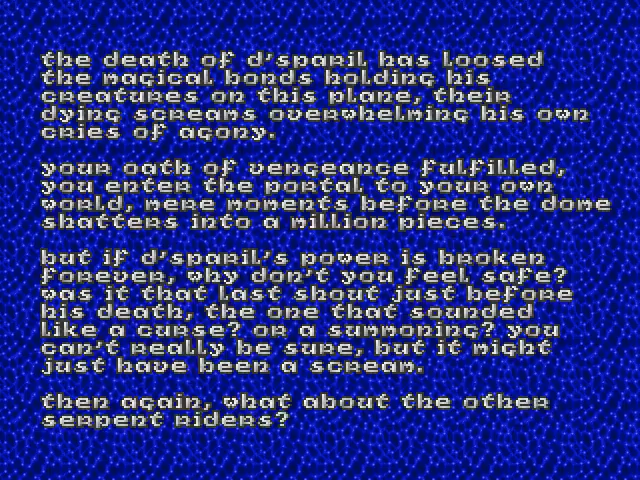 the death of d'sparil has loosed
the magical bonds holding his
creatures on this plane, their
dying screams overwhelming his own
cries of agony.

your oath of vengeance fulfilled,
you enter the portal to your own
world, mere moments before the dome
shatters into a million pieces.

but if d'sparil's power is broken
forever, why don't you feel safe?
was it that last shout just before
his death, the one that sounded
like a curse? or a summoning? you
can't really be sure, but it might
just have been a scream.

then again, what about the other
serpent riders?